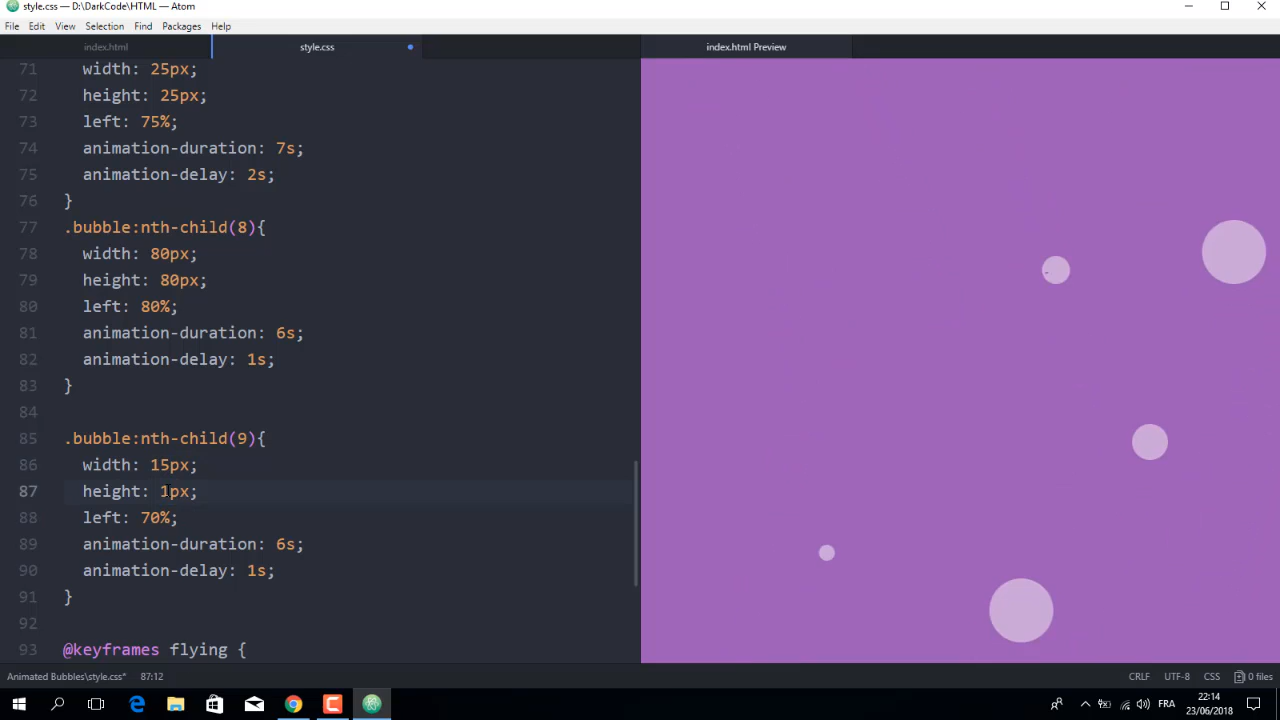 style.css — D:\DarkCode\HTML — Atom
File Edit View Selection Find Packages Help
index.html style.css index.html Preview
71 width: 25px;
72 height: 25px;
73 left: 75%;
74 animation-duration: 7s;
75 animation-delay: 2s;
76 }
77 .bubble:nth-child(8){
78 width: 80px;
79 height: 80px;
80 left: 80%;
81 animation-duration: 6s;
82 animation-delay: 1s;
83 }
84
85 .bubble:nth-child(9){
86 width: 15px;
87 height: 1px;
88 left: 70%;
89 animation-duration: 6s;
90 animation-delay: 1s;
91 }
92
93 @keyframes flying {
Animated Bubbles\style.css* 87:12 CRLF UTF-8 CSS 0 files
FRA 22:14
23/06/2018